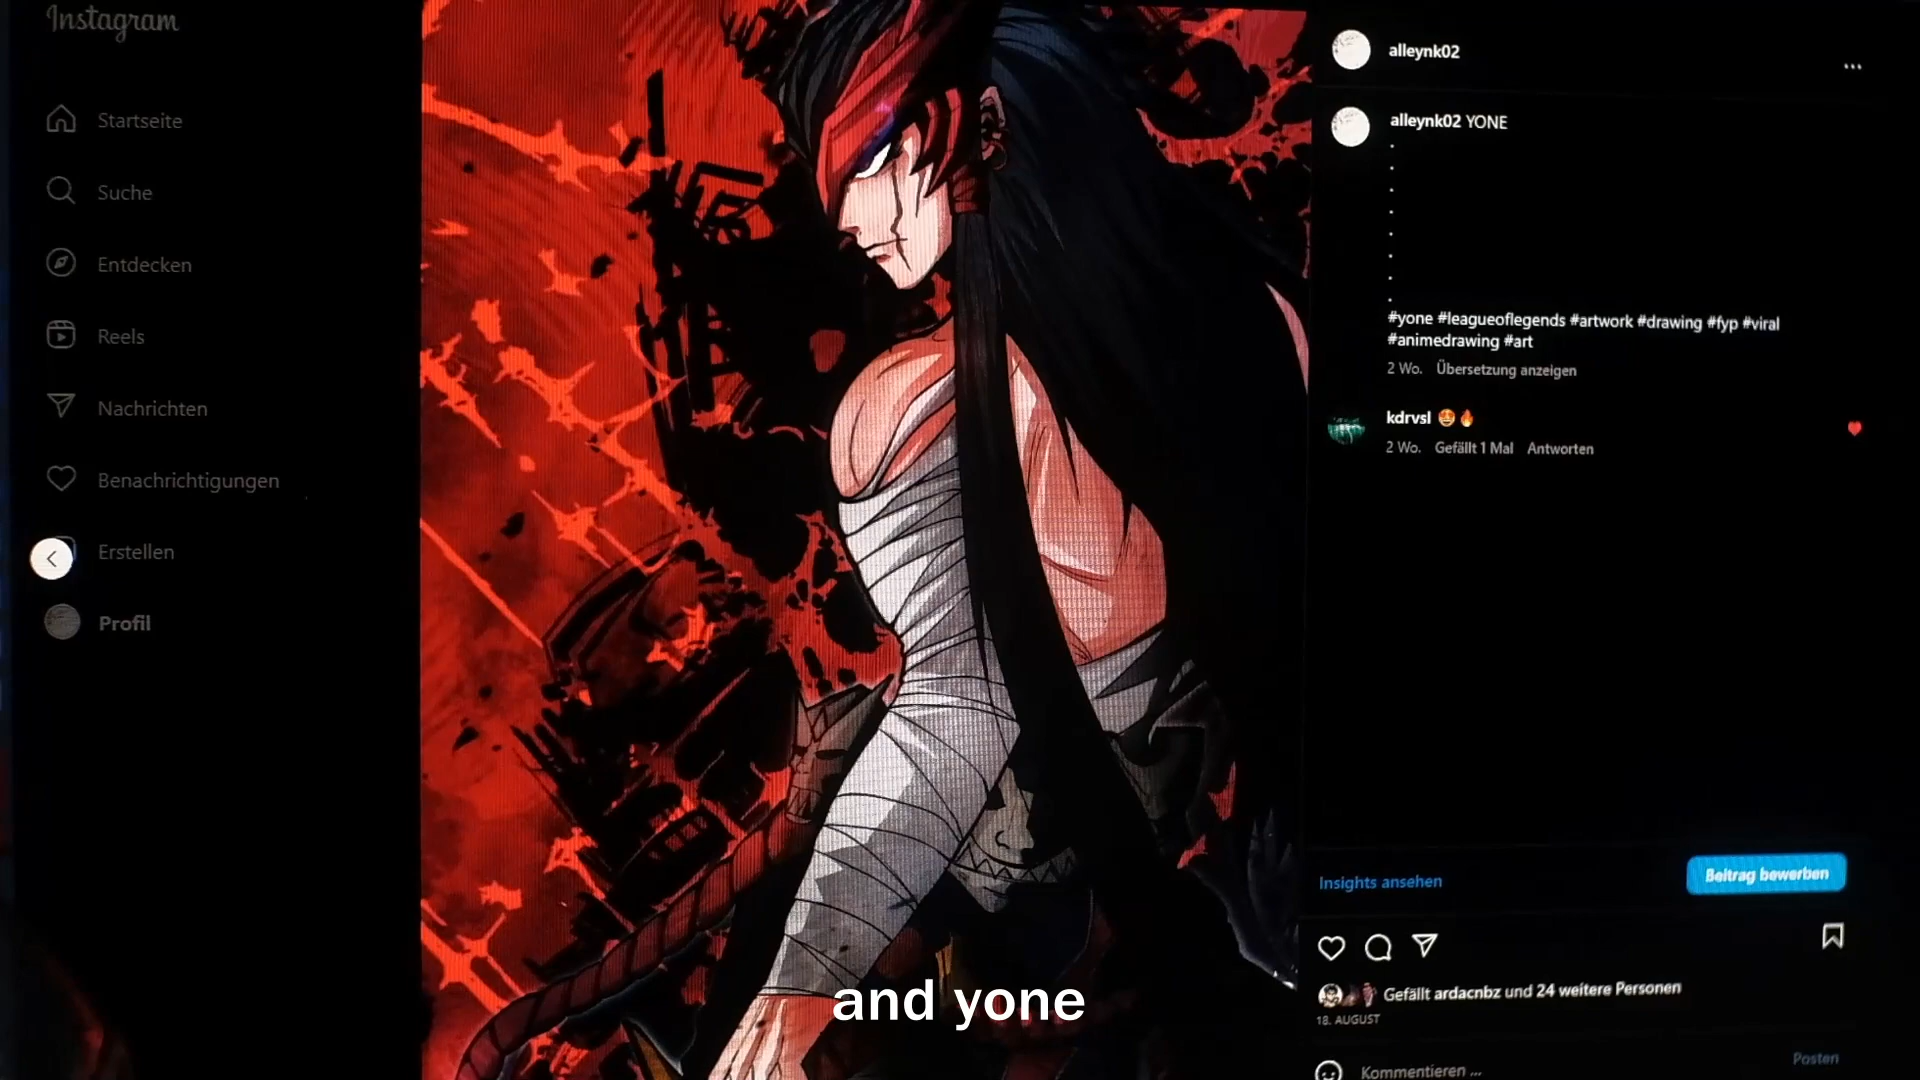 Instagram
Startseite
Suche
Entdecken
Reels
Nachrichten
Benachrichtigungen
Erstellen
Profil
alleynk02
...
alleynk02 YONE
.
.
.
.
.
.
.
.
#yone #leagueoflegends #artwork #drawing #fyp #viral
#animedrawing #art
2 Wo. Übersetzung anzeigen
kdrvsl 🤩🔥
2 Wo. Gefällt 1 Mal Antworten
Insights ansehen
Beitrag bewerben
Gefällt ardacnbz und 24 weitere Personen
18. AUGUST
Kommentieren ...
Posten
and yone